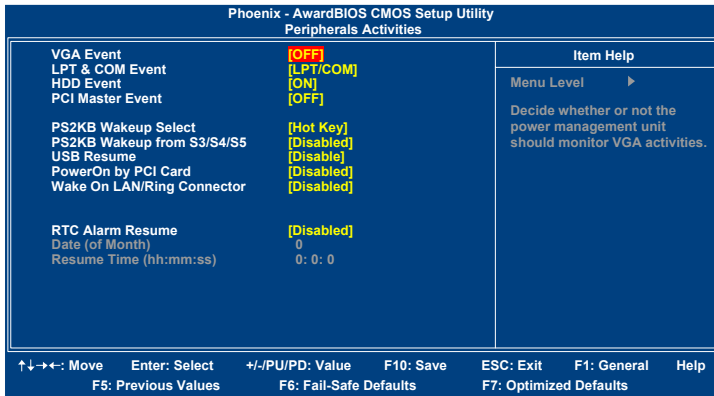 Phoenix - AwardBIOS CMOS Setup Utility
Peripherals Activities
VGA Event [OFF]
LPT & COM Event [LPT/COM]
HDD Event [ON]
PCI Master Event [OFF]
PS2KB Wakeup Select [Hot Key]
PS2KB Wakeup from S3/S4/S5 [Disabled]
USB Resume [Disable]
PowerOn by PCI Card [Disabled]
Wake On LAN/Ring Connector [Disabled]
RTC Alarm Resume [Disabled]
Date (of Month) 0
Resume Time (hh:mm:ss) 0: 0: 0
Item Help
Menu Level ▶
Decide whether or not the
power management unit
should monitor VGA activities.
↑↓→←: Move Enter: Select +/-/PU/PD: Value F10: Save ESC: Exit F1: General Help
F5: Previous Values F6: Fail-Safe Defaults F7: Optimized Defaults